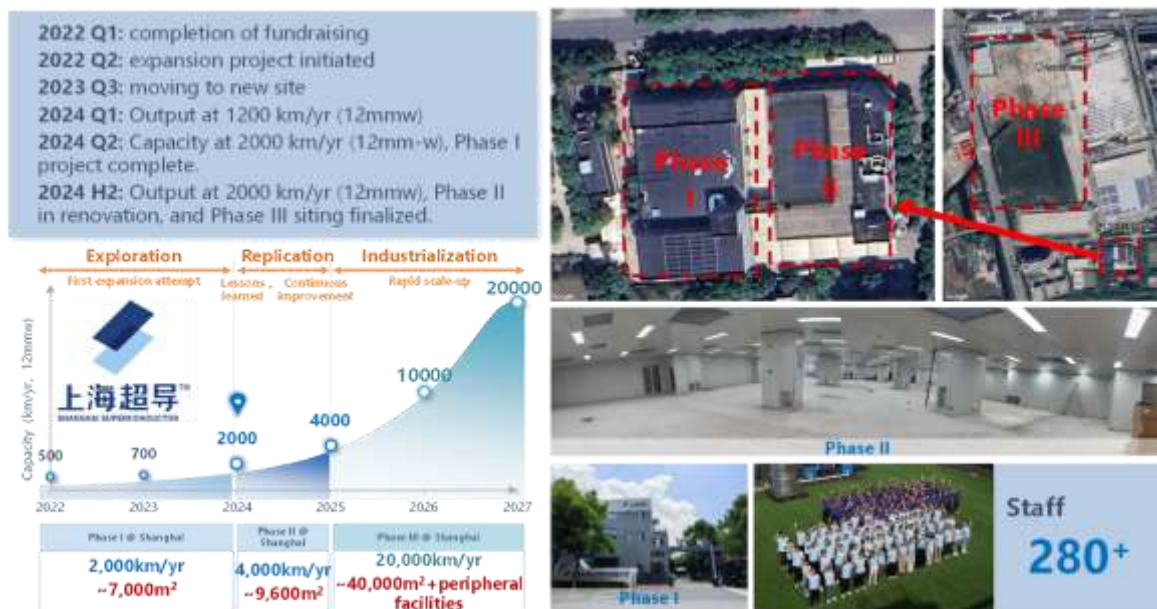 2022 Q1: completion of fundraising
2022 Q2: expansion project initiated
2023 Q3: moving to new site
2024 Q1: Output at 1200 km/yr (12mmw)
2024 Q2: Capacity at 2000 km/yr (12mm-w), Phase I
project complete.
2024 H2: Output at 2000 km/yr (12mmw), Phase II
in renovation, and Phase III siting finalized.
Phase
I
Phase
II
Phase
III
Exploration
Replication
Industrialization
First expansion attempt
Lessons
learned
Continuous
improvement
Rapid scale-up
Capacity (km/yr, 12mmw)
上海超导™
SHANGHAI SUPERCONDUCTOR
500
700
2000
4000
10000
20000
2022
2023
2024
2025
2026
2027
Phase I @ Shanghai
2,000km/yr
~7,000m²
Phase II @
Shanghai
4,000km/yr
~9,600m²
Phase III @ Shanghai
20,000km/yr
~40,000m²+peripheral
facilities
Phase II
Phase I
Staff
280+